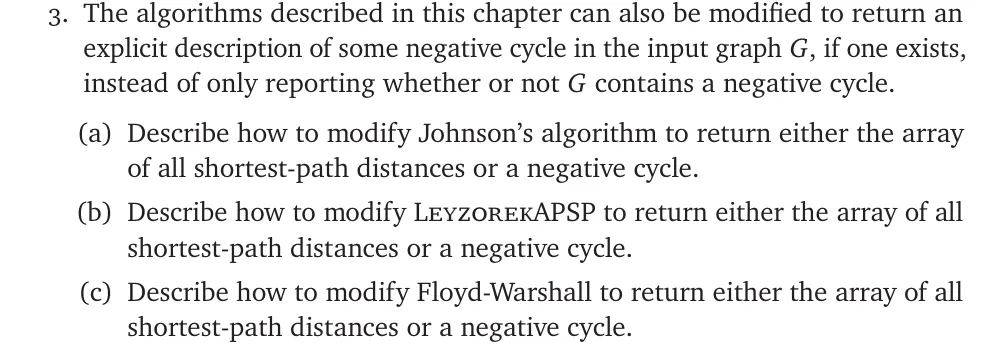 3. The algorithms described in this chapter can also be modified to return an
explicit description of some negative cycle in the input graph G, if one exists,
instead of only reporting whether or not G contains a negative cycle.
(a) Describe how to modify Johnson's algorithm to return either the array
of all shortest-path distances or a negative cycle.
(b) Describe how to modify LEYZOREKAPSP to return either the array of all
shortest-path distances or a negative cycle.
(c) Describe how to modify Floyd-Warshall to return either the array of all
shortest-path distances or a negative cycle.